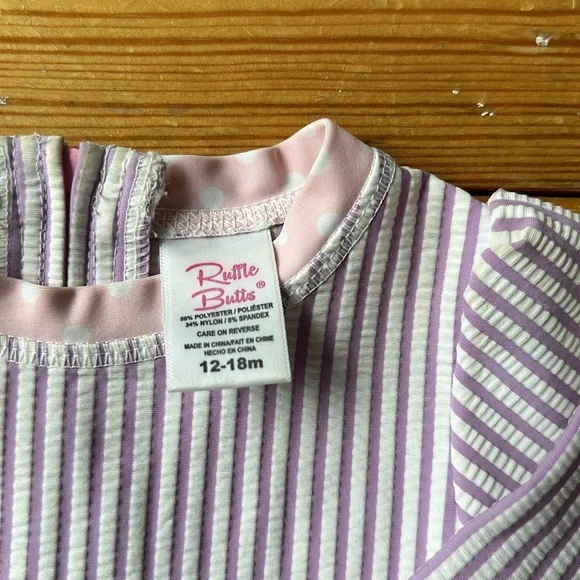 Ruffle
Butts®
58% POLYESTER / POLIÉSTER
34% NYLON / 8% SPANDEX
CARE ON REVERSE
MADE IN CHINA/FAIT EN CHINE
HECHO EN CHINA
12-18m